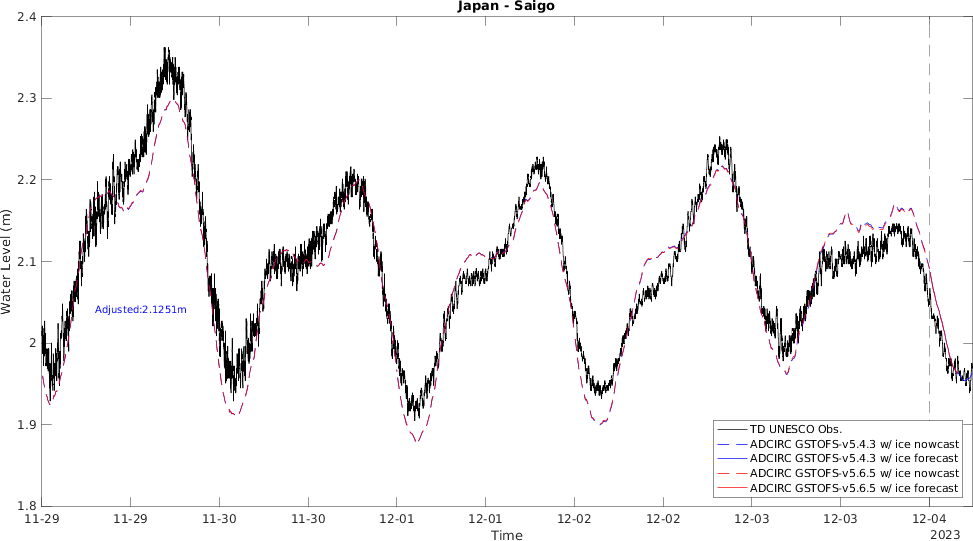 Japan - Saigo
2.4
2.3
2.2
2.1
2
1.9
1.8
Water Level (m)
Adjusted:2.1251m
TD UNESCO Obs.
ADCIRC GSTOFS-v5.4.3 w/ ice nowcast
ADCIRC GSTOFS-v5.4.3 w/ ice forecast
ADCIRC GSTOFS-v5.6.5 w/ ice nowcast
ADCIRC GSTOFS-v5.6.5 w/ ice forecast
11-29 11-29 11-30 11-30 12-01 12-01 12-02 12-02 12-03 12-03 12-04
Time
2023